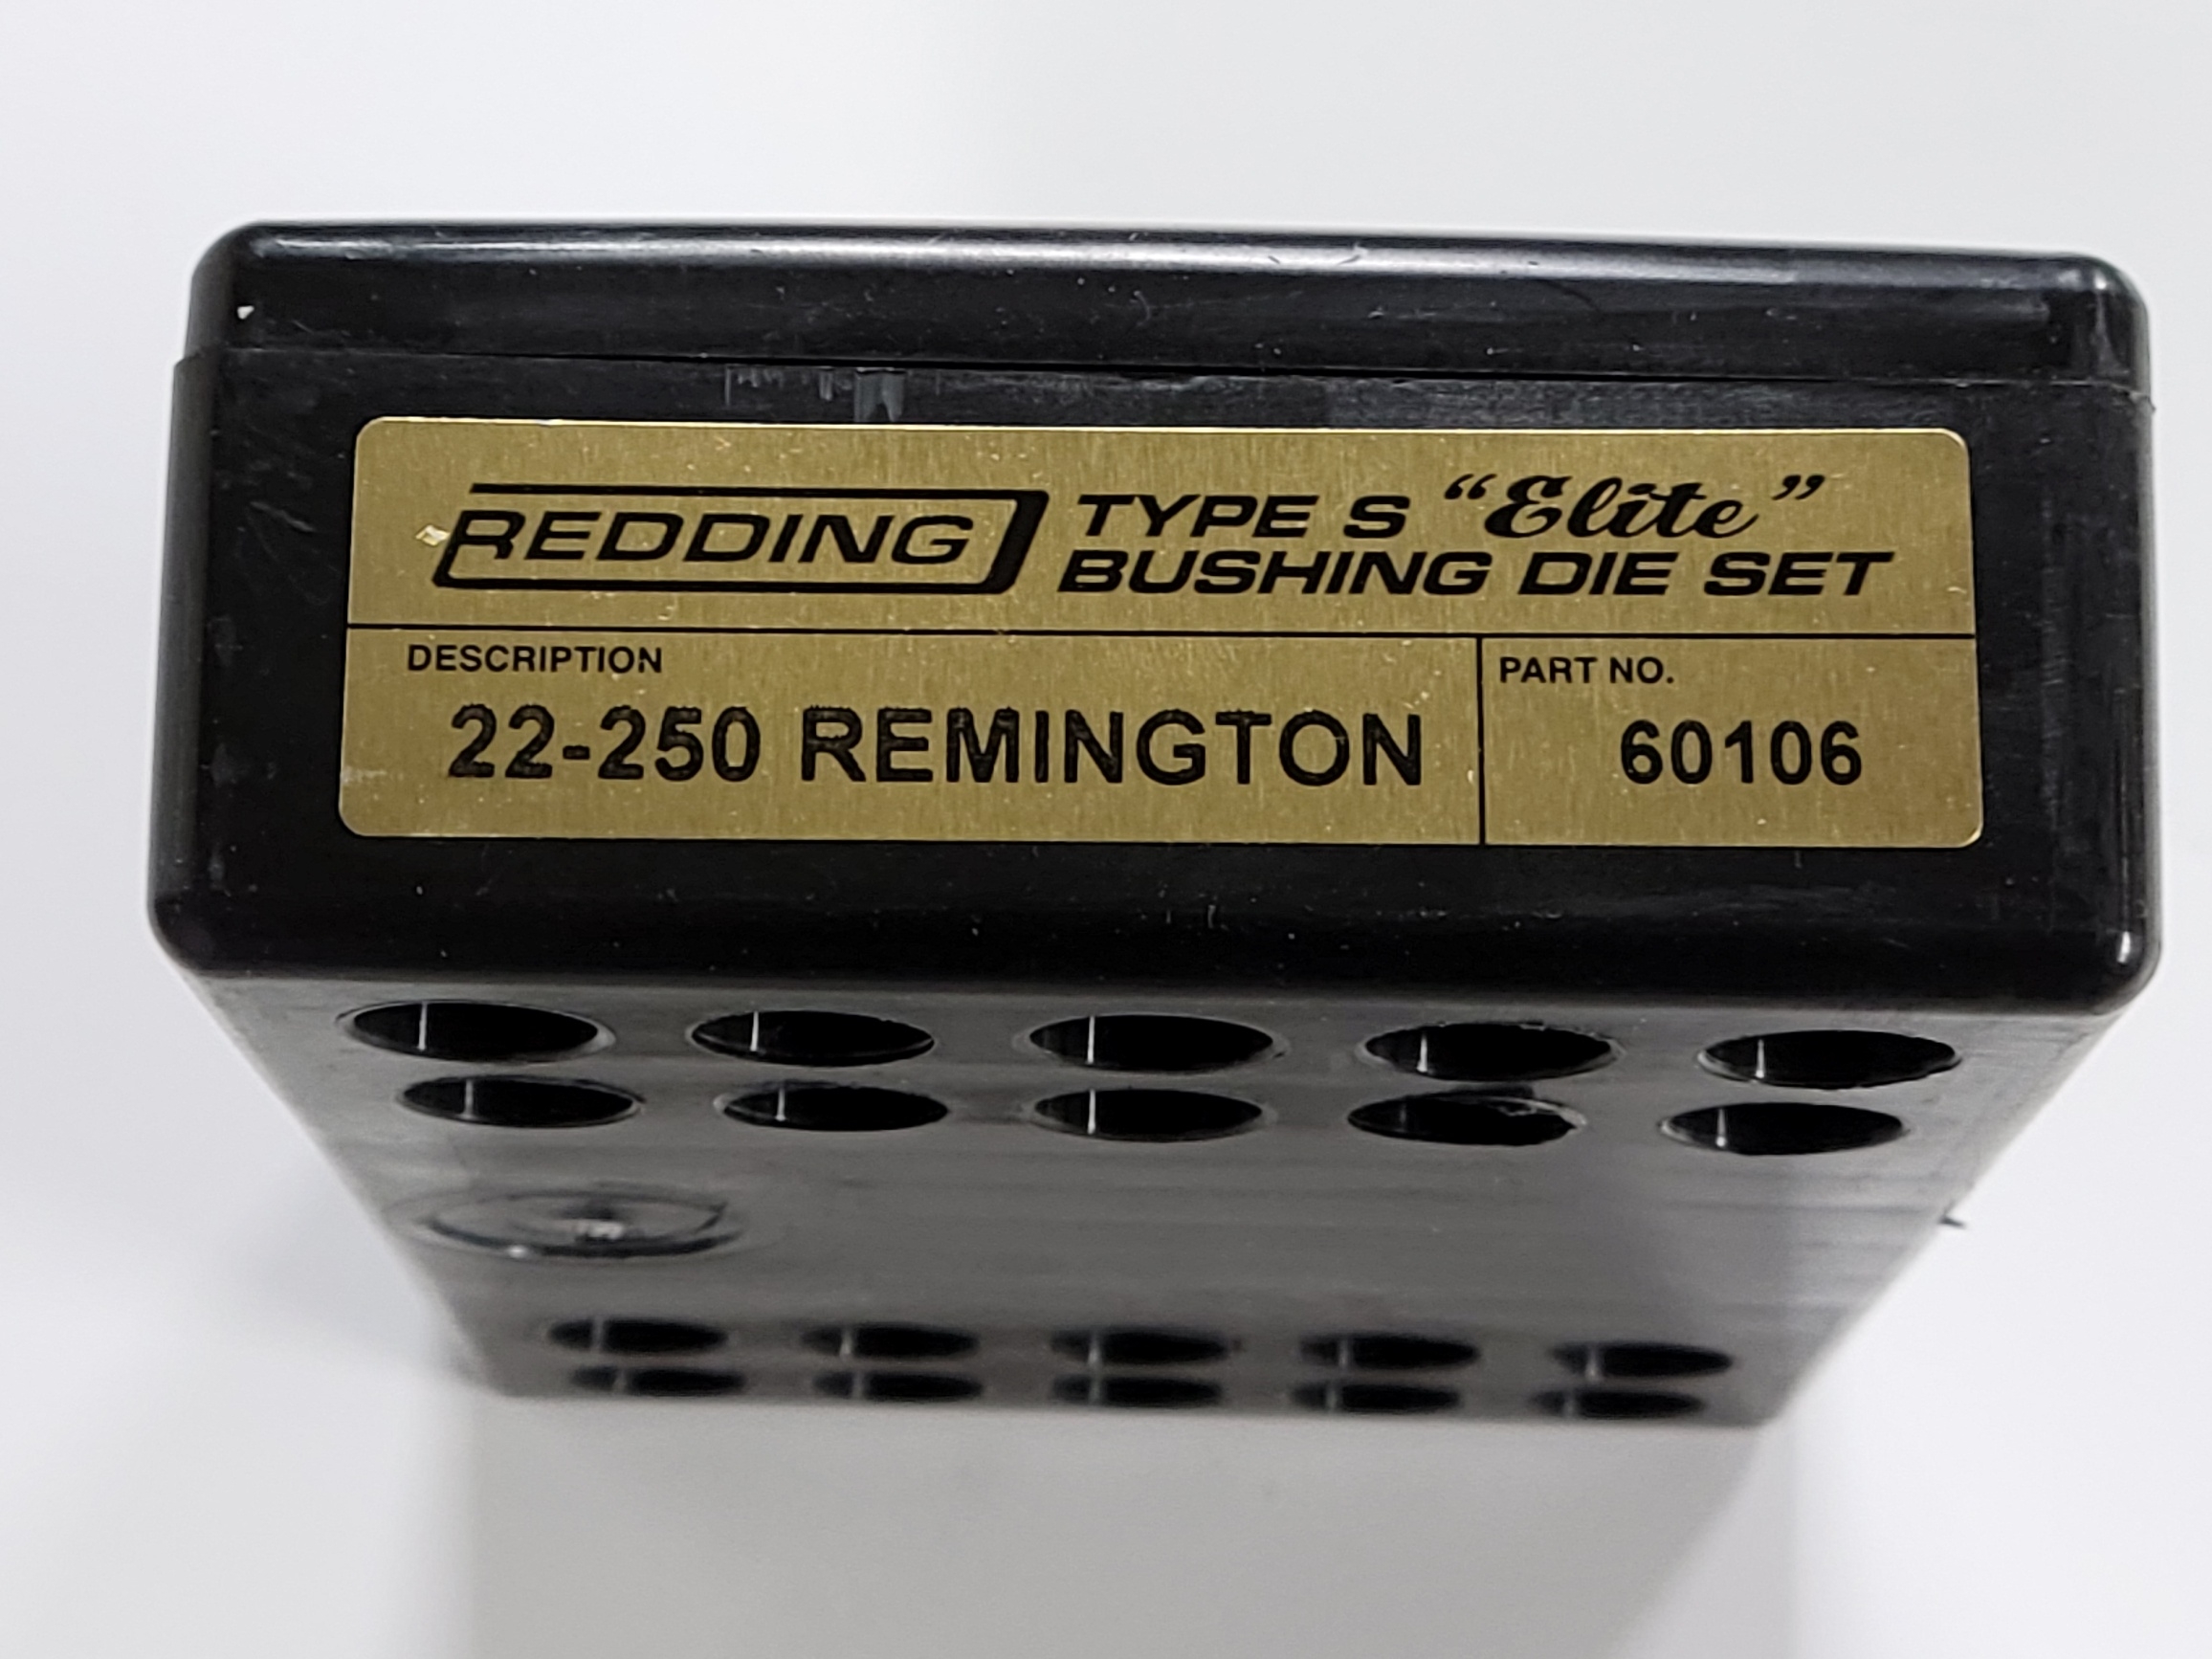 REDDING TYPE S “Elite”
BUSHING DIE SET
DESCRIPTION
22-250 REMINGTON
PART NO.
60106